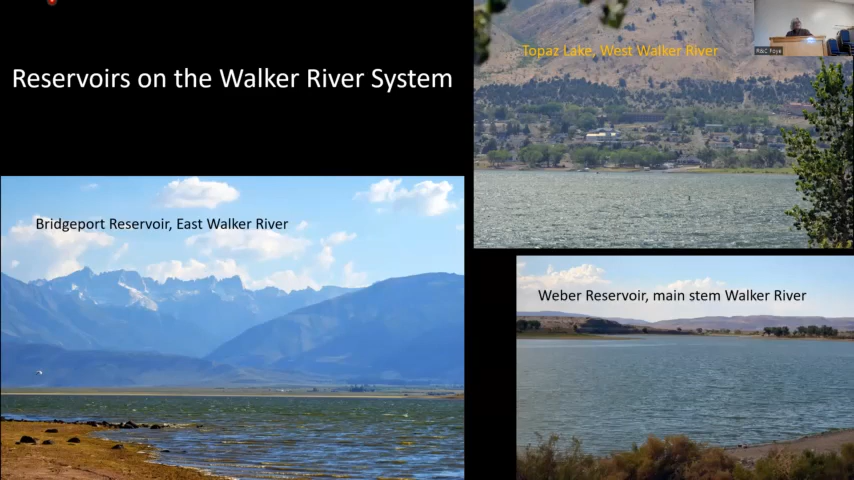 Reservoirs on the Walker River System
Topaz Lake, West Walker River
R&C Foye
Bridgeport Reservoir, East Walker River
Weber Reservoir, main stem Walker River